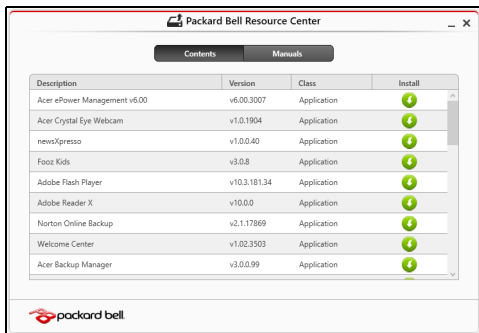 Packard Bell Resource Center
Contents Manuals
Description Version Class Install
Acer ePower Management v6.00 v6.00.3007 Application
Acer Crystal Eye Webcam v1.0.1904 Application
newsXpresso v1.0.0.40 Application
Fooz Kids v3.0.8 Application
Adobe Flash Player v10.3.181.34 Application
Adobe Reader X v10.0.0 Application
Norton Online Backup v2.1.17869 Application
Welcome Center v1.02.3503 Application
Acer Backup Manager v3.0.0.99 Application
packard bell